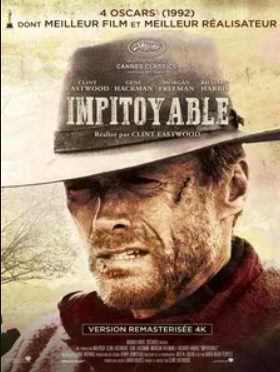 4 OSCARS® (1992)
DONT MEILLEUR FILM ET MEILLEUR RÉALISATEUR
CANNES CLASSICS
CLINT GENE MORGAN RICHARD
EASTWOOD HACKMAN FREEMAN HARRIS
IMPITOYABLE
Réalisé par CLINT EASTWOOD
VERSION REMASTERISÉE 4K